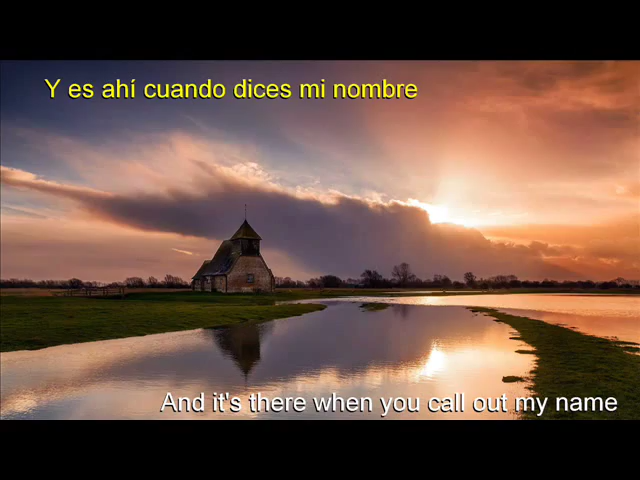 Y es ahí cuando dices mi nombre
And it's there when you call out my name